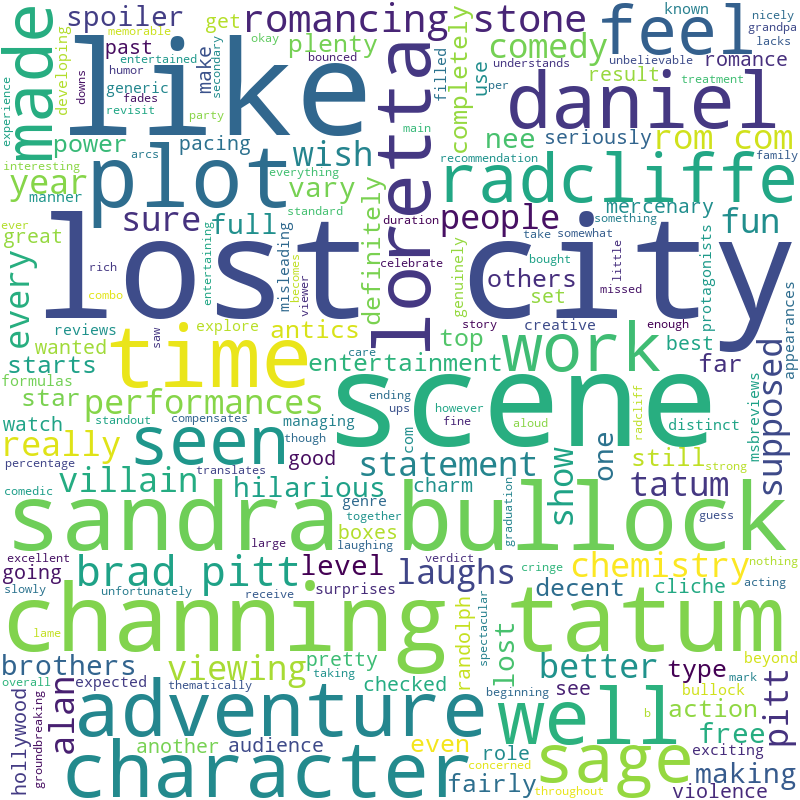 spoiler
memorable
get
okay
romancing stone
feel
known
nicely
grandpa
lacks
made
like
past
entertained
plenty
comedy
unbelievable
romance
downs
humor
secondary
bounced
make
filled
understands
use
result
treatment
developing
generic
revisit
fades
party
loretta
completely
per
daniel
experience
power
arcs
pacing
wish
main
nee
seriously
rom com
interesting
plot
everything
recommendation
family
year
manner
vary
radcliffe
standard
something
mercenary
ever
great
sure
full
definitely
duration
people
fun
lost city
rich
combo
entertaining
misleading
becomes
viewer
celebrate
genuinely
take
somewhat
bought
missed
little
protagonists
appearances
others
set
every
reviews
saw
explore
antics
story
creative
enough
wanted
time
top
work
best
far
starts
care
entertainment
formulas
star
performances
ending
ups
however
com
fine
aloud
radcliff
scene
supposed
msbreviews
watch
standout
compensates
managing
though
distinct
really
seen
good
statement
still
strong
one
percentage
translates
villain
hilarious
charm
show
tatum
comedic
genre
together
boxes
laughing
graduation
guess
sandra bullock
excellent
large
verdict
cringe
nothing
going
brad pitt
level
laughs
chemistry
slowly
unfortunately
receive
surprises
decent
cliche
acting
channing tatum
lame
randolph
spectacular
lost
brothers
viewing
pretty
taking
better
type
beyond
overall
expected
thematically
checked
beginning
see
bullock
mark
hollywood
groundbreaking
alan
adventure
well
action
pitt
another
audience
even
role
b
free
exciting
character
concerned
fairly
sage
making
throughout
violence